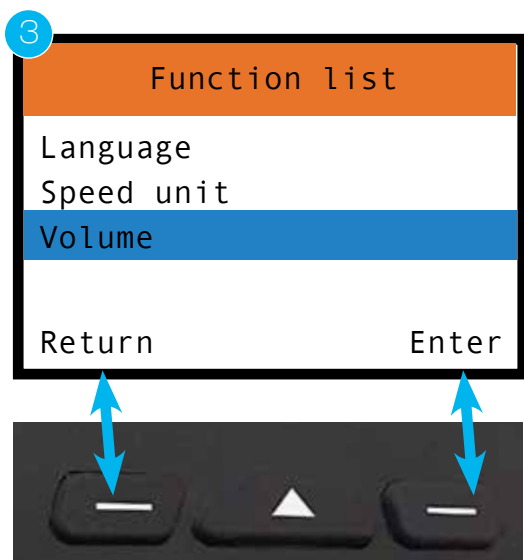 3
Function list
Language
Speed unit
Volume
Return Enter